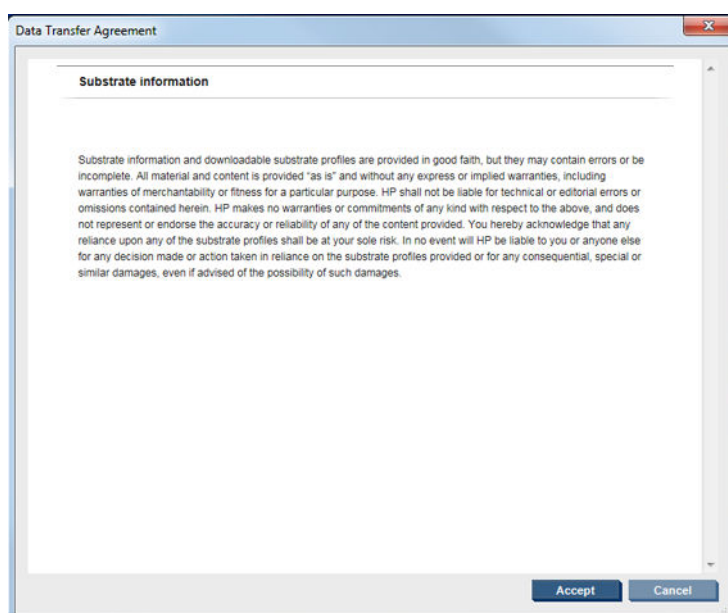 Data Transfer Agreement
Substrate information
Substrate information and downloadable substrate profiles are provided in good faith, but they may contain errors or be
incomplete. All material and content is provided “as is” and without any express or implied warranties, including
warranties of merchantability or fitness for a particular purpose. HP shall not be liable for technical or editorial errors or
omissions contained herein. HP makes no warranties or commitments of any kind with respect to the above, and does
not represent or endorse the accuracy or reliability of any of the content provided. You hereby acknowledge that any
reliance upon any of the substrate profiles shall be at your sole risk. In no event will HP be liable to you or anyone else
for any decision made or action taken in reliance on the substrate profiles provided or for any consequential, special or
similar damages, even if advised of the possibility of such damages.
Accept Cancel